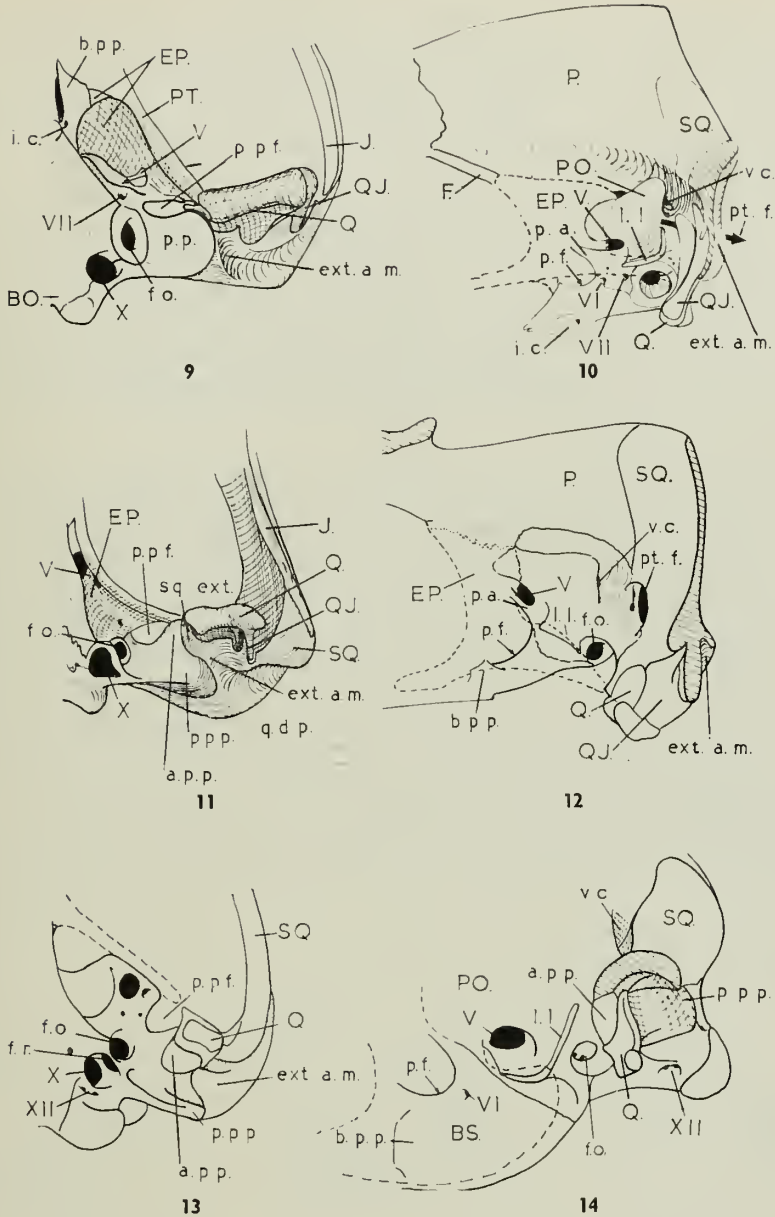 b.p.p.
EP.
PT.
V
p.p.f.
J.
i.c.
QJ.
VII
Q
p.p.
ext.a.m.
f.o.
BO.
X
9
P.
SQ.
PO.
v.c.
F.
EP.
V.
l.l
pt.f.
p.a.
p.f.
VI
QJ.
i.c.
VII
Q.
ext.a.m.
10
EP.
p.p.f.
J.
V
sq ext.
Q.
QJ.
f.o.
SQ.
X
ext.a.m.
p.p.p.
q.d.p.
a.p.p.
11
P.
SQ.
v.c.
EP.
pt.f.
p.a.
V
l.l.
f.o.
p.f.
b.p.p.
Q.
QJ.
ext.a.m.
12
SQ
p.p.f.
f.o.
Q
f.r.
X
ext a.m.
XII
p.p.p
a.p.p.
13
v c
SQ.
a.p.p.
PO.
p p p.
V
l.l
p.f.
VI
Q.
XII
b.p.p.
BS.
f.o.
14